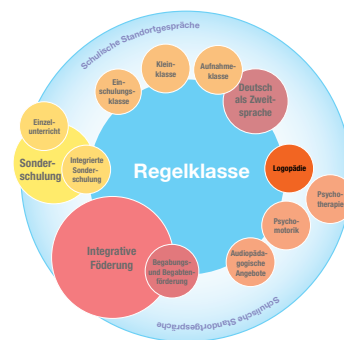 Schulische Standortgespräche
Klein-
klasse
Aufnahme-
klasse
Ein-
schulungs-
klasse
Deutsch
als Zweit-
sprache
Einzel-
unterricht
Sonder-
schulung
Integrierte
Sonder-
schulung
Regelklasse
Logopädie
Psycho-
therapie
Psycho-
motorik
Integrative
Föderung
Begabungs-
und Begabten-
förderung
Audiopäda-
gogische
Angebote
Schulische Standortgespräche